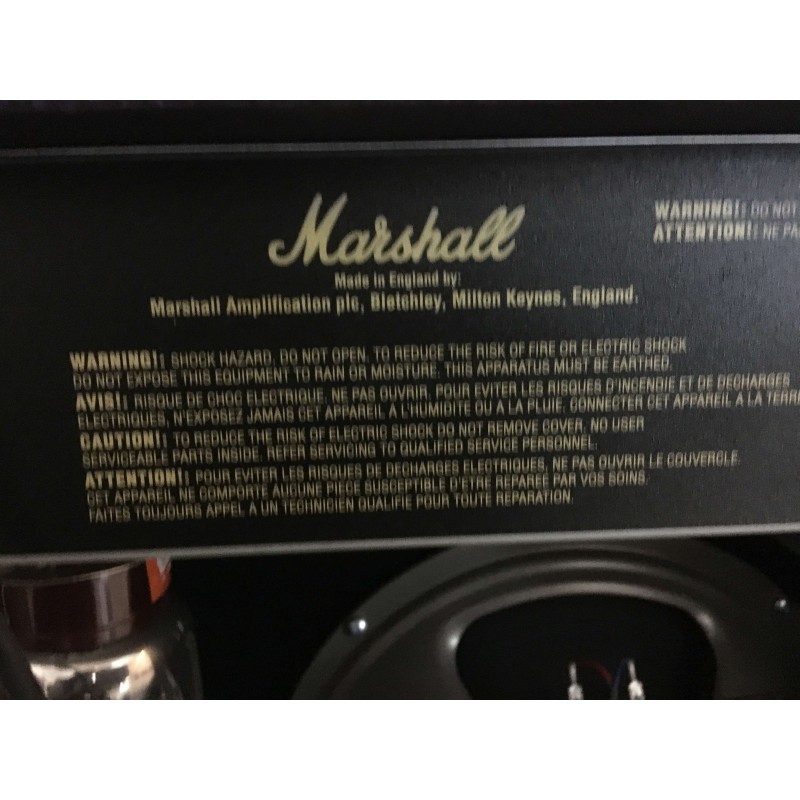 Marshall
Made in England by:
Marshall Amplification plc, Bletchley, Milton Keynes, England.
WARNING!: DO NOT
ATTENTION!: NE PAS
WARNING!: SHOCK HAZARD. DO NOT OPEN. TO REDUCE THE RISK OF FIRE OR ELECTRIC SHOCK
DO NOT EXPOSE THIS EQUIPMENT TO RAIN OR MOISTURE. THIS APPARATUS MUST BE EARTHED.
AVIS!: RISQUE DE CHOC ELECTRIQUE, NE PAS OUVRIR. POUR EVITER LES RISQUES D'INCENDIE ET DE DECHARGES
ELECTRIQUES, N'EXPOSEZ JAMAIS CET APPAREIL A L'HUMIDITE OU A LA PLUIE. CONNECTER CET APPAREIL A LA TERRE
CAUTION!: TO REDUCE THE RISK OF ELECTRIC SHOCK DO NOT REMOVE COVER. NO USER
SERVICEABLE PARTS INSIDE. REFER SERVICING TO QUALIFIED SERVICE PERSONNEL.
ATTENTION!: POUR EVITER LES RISQUES DE DECHARGES ELECTRIQUES, NE PAS OUVRIR LE COUVERCLE.
CET APPAREIL NE COMPORTE AUCUNE PIECE SUSCEPTIBLE D'ETRE REPAREE PAR VOS SOINS.
FAITES TOUJOURS APPEL A UN TECHNICIEN QUALIFIE POUR TOUTE REPARATION.